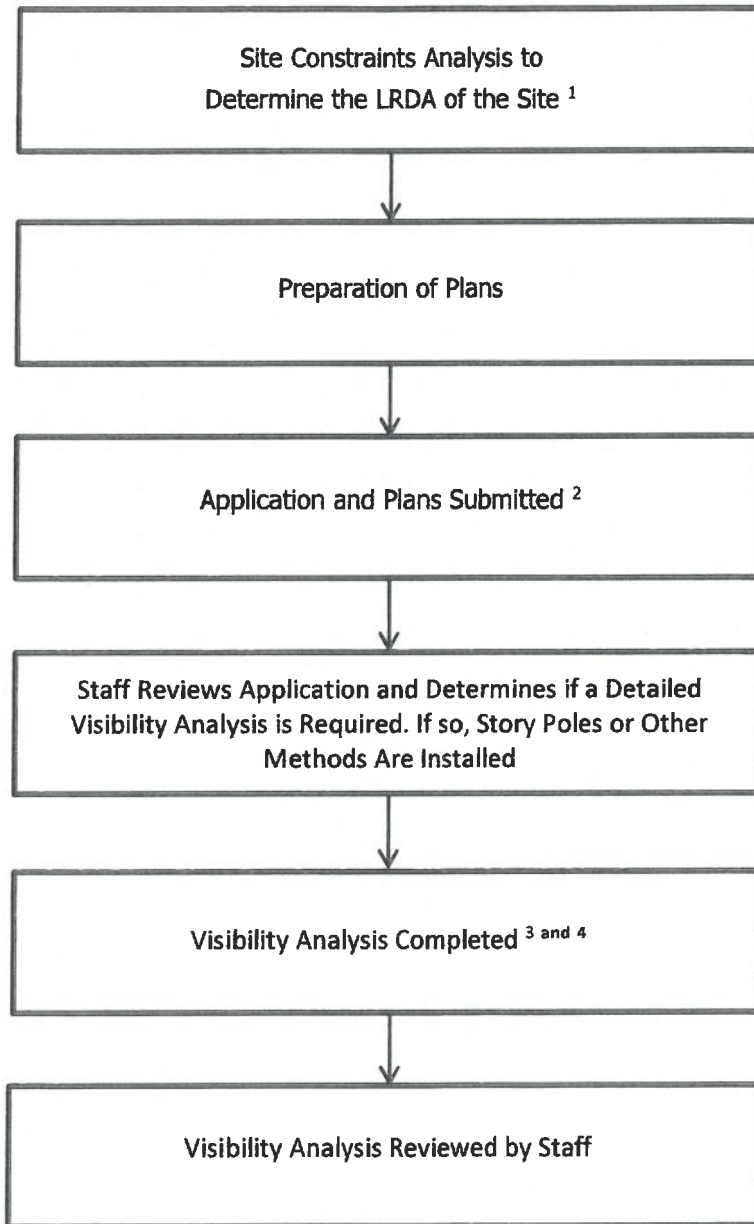 Site Constraints Analysis to
Determine the LRDA of the Site ¹
Preparation of Plans
Application and Plans Submitted ²
Staff Reviews Application and Determines if a Detailed
Visibility Analysis is Required. If so, Story Poles or Other
Methods Are Installed
Visibility Analysis Completed ³ ᵃⁿᵈ ⁴
Visibility Analysis Reviewed by Staff